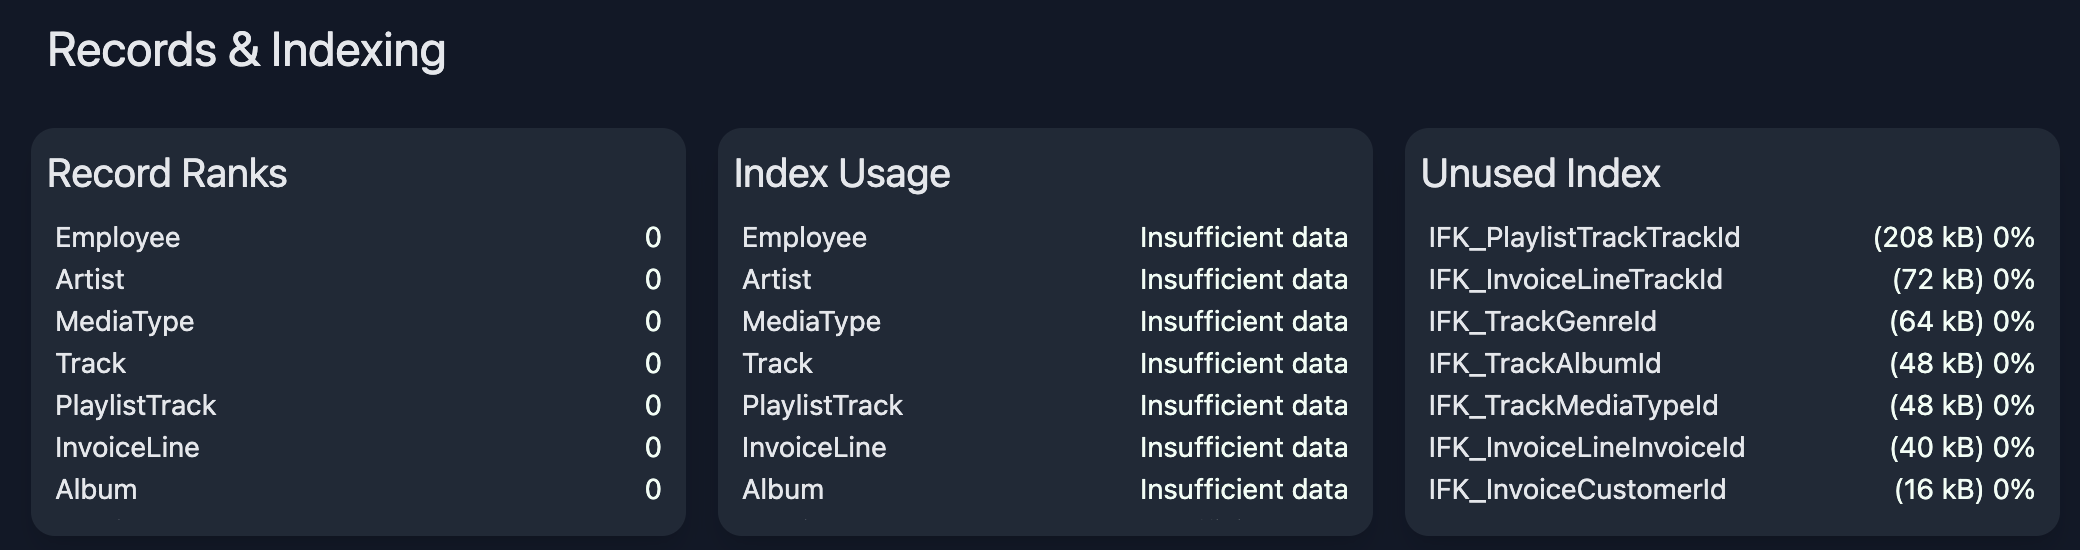 Records & Indexing
Record Ranks
Employee 0
Artist 0
MediaType 0
Track 0
PlaylistTrack 0
InvoiceLine 0
Album 0
Index Usage
Employee Insufficient data
Artist Insufficient data
MediaType Insufficient data
Track Insufficient data
PlaylistTrack Insufficient data
InvoiceLine Insufficient data
Album Insufficient data
Unused Index
IFK_PlaylistTrackTrackId (208 kB) 0%
IFK_InvoiceLineTrackId (72 kB) 0%
IFK_TrackGenreId (64 kB) 0%
IFK_TrackAlbumId (48 kB) 0%
IFK_TrackMediaTypeId (48 kB) 0%
IFK_InvoiceLineInvoiceId (40 kB) 0%
IFK_InvoiceCustomerId (16 kB) 0%